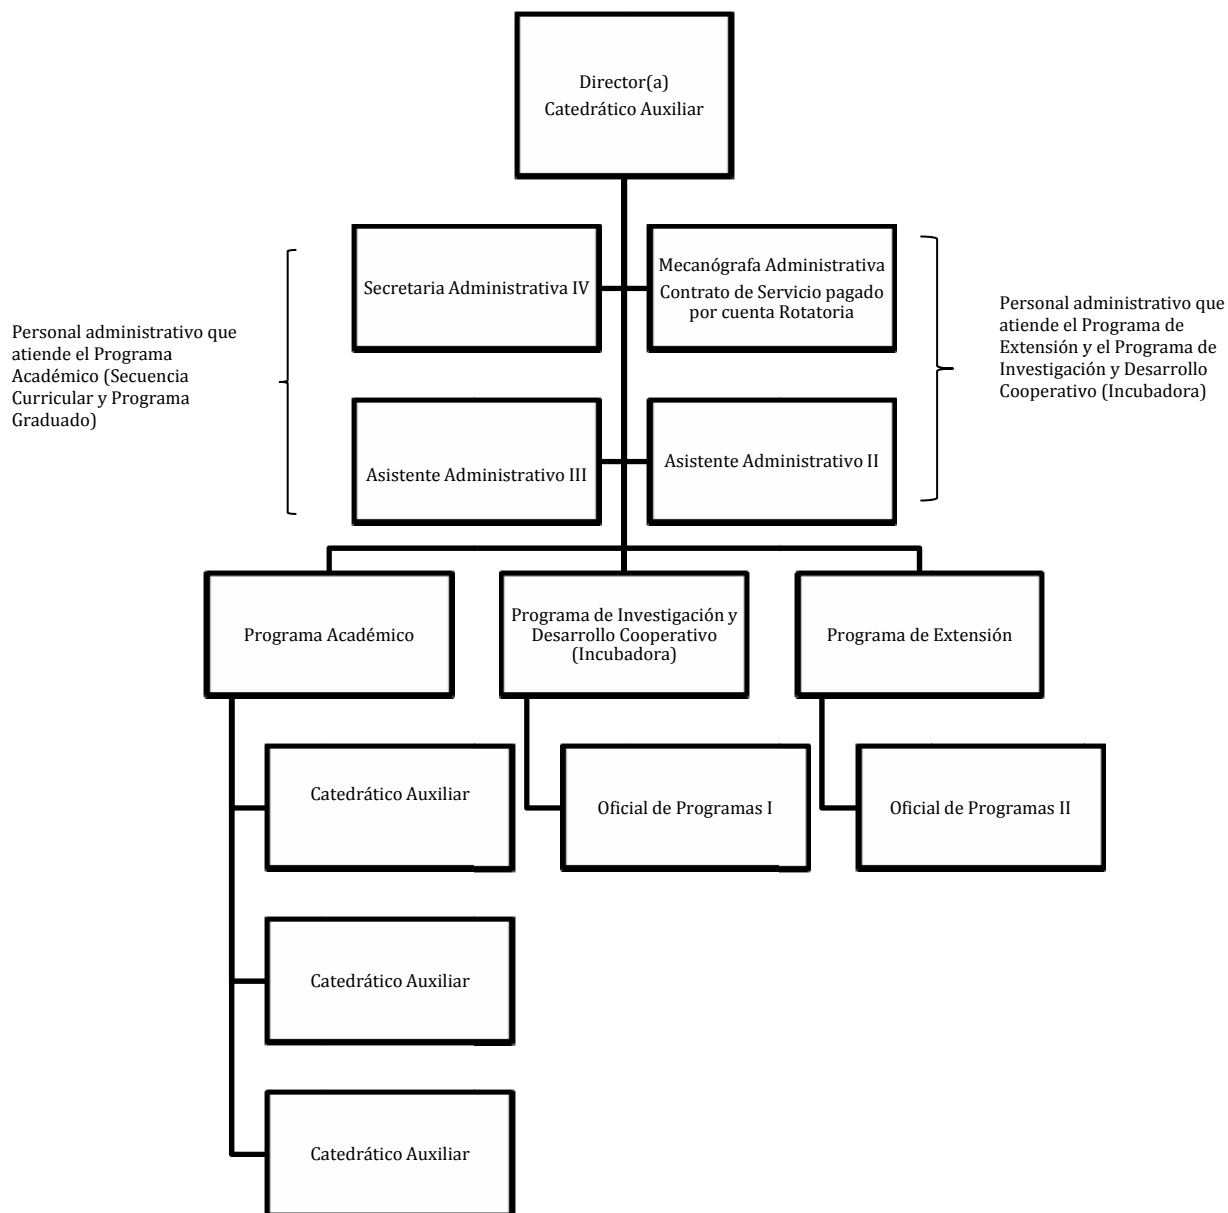 Director(a)
Catedrático Auxiliar
Secretaria Administrativa IV
Mecanógrafa Administrativa
Contrato de Servicio pagado
por cuenta Rotatoria
Personal administrativo que
atiende el Programa
Académico (Secuencia
Curricular y Programa
Graduado)
Personal administrativo que
atiende el Programa de
Extensión y el Programa de
Investigación y Desarrollo
Cooperativo (Incubadora)
Asistente Administrativo III
Asistente Administrativo II
Programa Académico
Programa de Investigación y
Desarrollo Cooperativo
(Incubadora)
Programa de Extensión
Catedrático Auxiliar
Oficial de Programas I
Oficial de Programas II
Catedrático Auxiliar
Catedrático Auxiliar